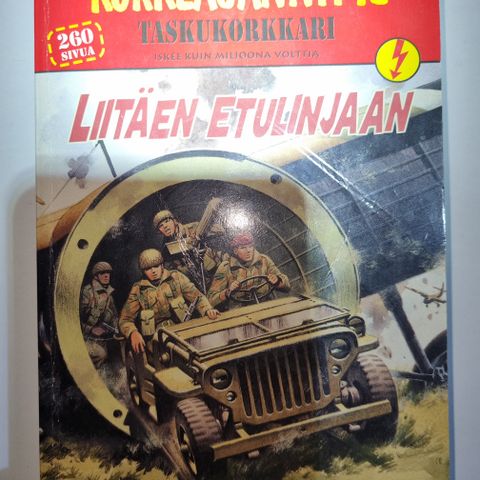 TASKUKORKKARI
260
SIVUA
ISKEE KUIN MILJOONA VOLTTIA
LIITÄEN ETULINJAAN